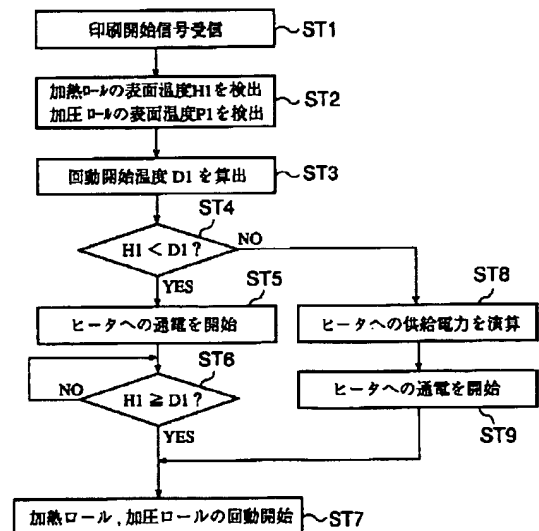 印刷開始信号受信
ST1
加熱ロールの表面温度H1を検出
加圧ロールの表面温度P1を検出
ST2
回動開始温度D1を算出
ST3
ST4
H1 < D1?
NO
YES
ST5
ST8
ヒータへの通電を開始
ヒータへの供給電力を演算
ST6
NO
H1 ≧ D1?
ヒータへの通電を開始
ST9
YES
加熱ロール,加圧ロールの回動開始
ST7